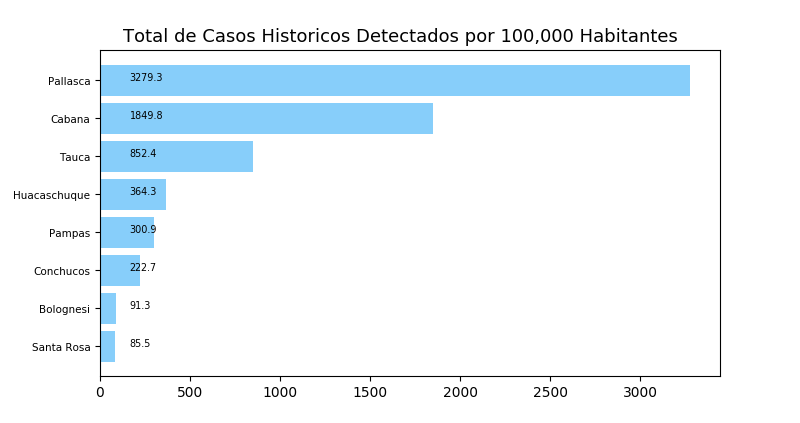 Total de Casos Historicos Detectados por 100,000 Habitantes
Pallasca 3279.3
Cabana 1849.8
Tauca 852.4
Huacaschuque 364.3
Pampas 300.9
Conchucos 222.7
Bolognesi 91.3
Santa Rosa 85.5
0 500 1000 1500 2000 2500 3000